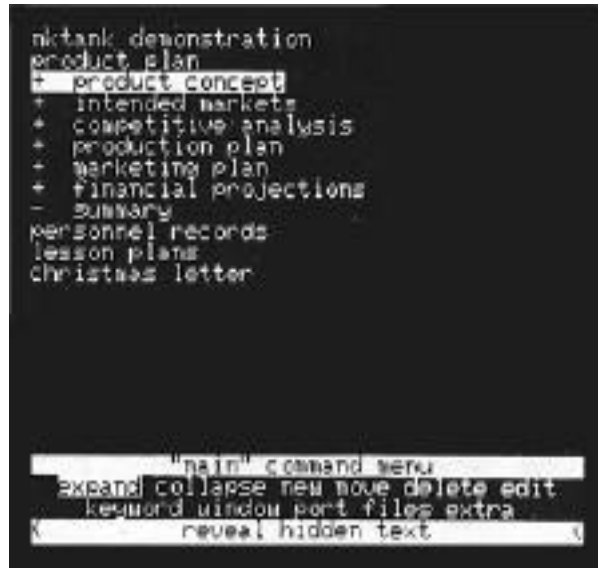 nktank demonstration
product plan
+ product concept
+ intended markets
+ competitive analysis
+ production plan
+ marketing plan
+ financial projections
- summary
personnel records
lesson plans
christmas letter
"main" command menu
expand collapse new move delete edit
keyword window port files extra
reveal hidden text